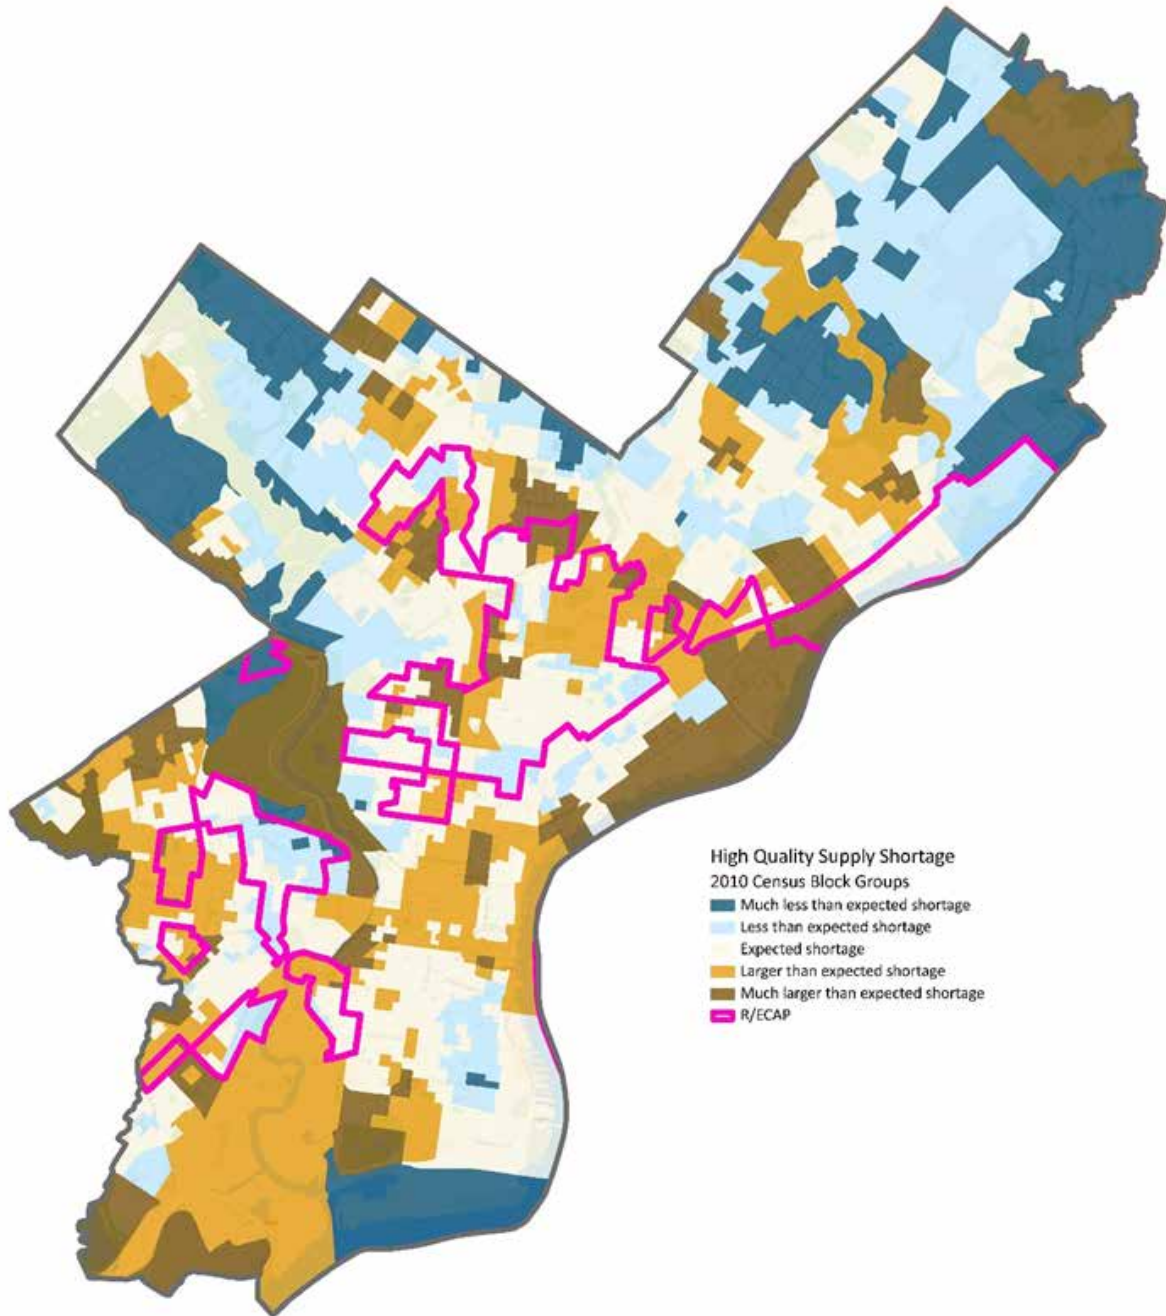 High Quality Supply Shortage
2010 Census Block Groups
Much less than expected shortage
Less than expected shortage
Expected shortage
Larger than expected shortage
Much larger than expected shortage
R/ECAP